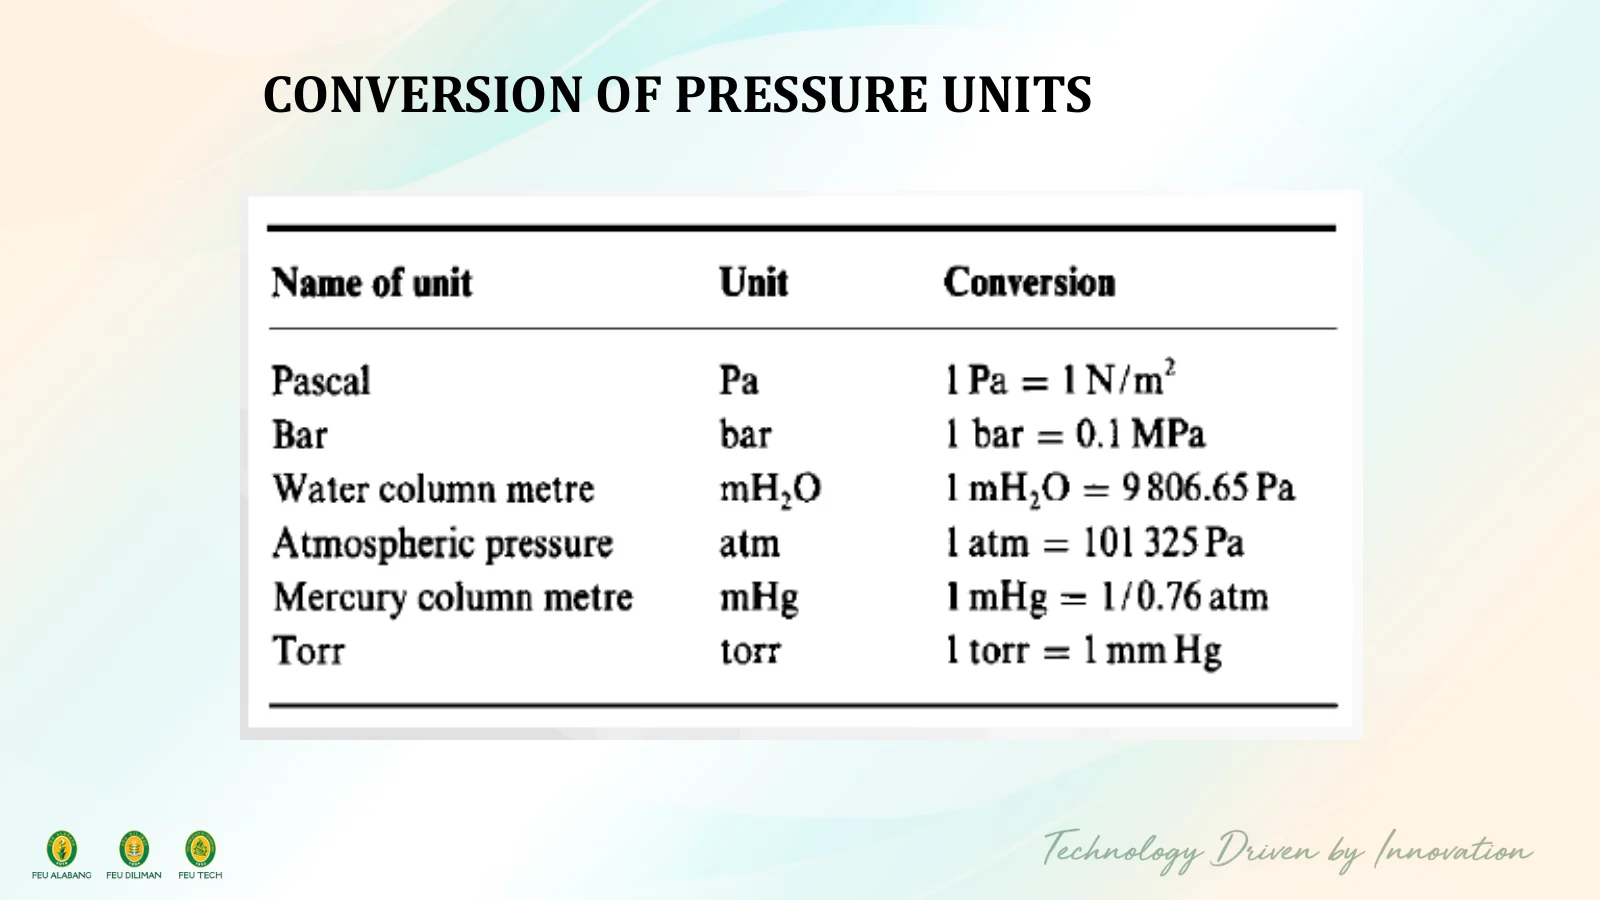 CONVERSION OF PRESSURE UNITS
Name of unit Unit Conversion
Pascal Pa 1 Pa = 1 N/m²
Bar bar 1 bar = 0.1 MPa
Water column metre mH₂O 1 mH₂O = 9 806.65 Pa
Atmospheric pressure atm 1 atm = 101 325 Pa
Mercury column metre mHg 1 mHg = 1/0.76 atm
Torr torr 1 torr = 1 mm Hg
FEU ALABANG FEU DILIMAN FEU TECH
Technology Driven by Innovation